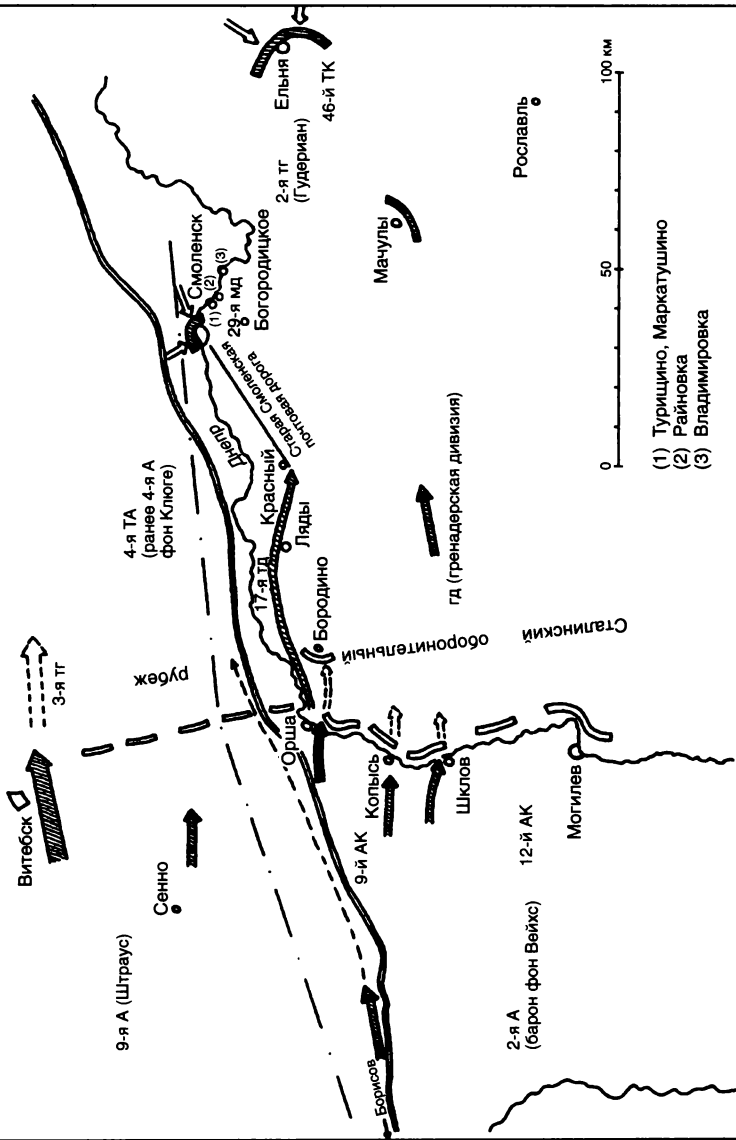 Витебск
3-я тг
Сенно
9-я А (Штраус)
рубеж
4-я ТА
(ранее 4-я А
фон Клюге)
Борисов
Орша
17-я тд
Днепр
Красный
Ляды
Бородино
Старая Смоленская
почтовая дорога
Смоленск
(1)
(2)
(3)
29-я мд
Богородицкое
2-я тг
(Гудериан)
Ельня
46-й ТК
Копысь
9-й АК
Шклов
12-й АК
Могилев
2-я А
(барон фон Вейхс)
Сталинский
оборонительный
гд (гренадерская дивизия)
Мачулы
Рославль
0
50
100 км
(1) Турищино, Маркатушино
(2) Райновка
(3) Владимировка